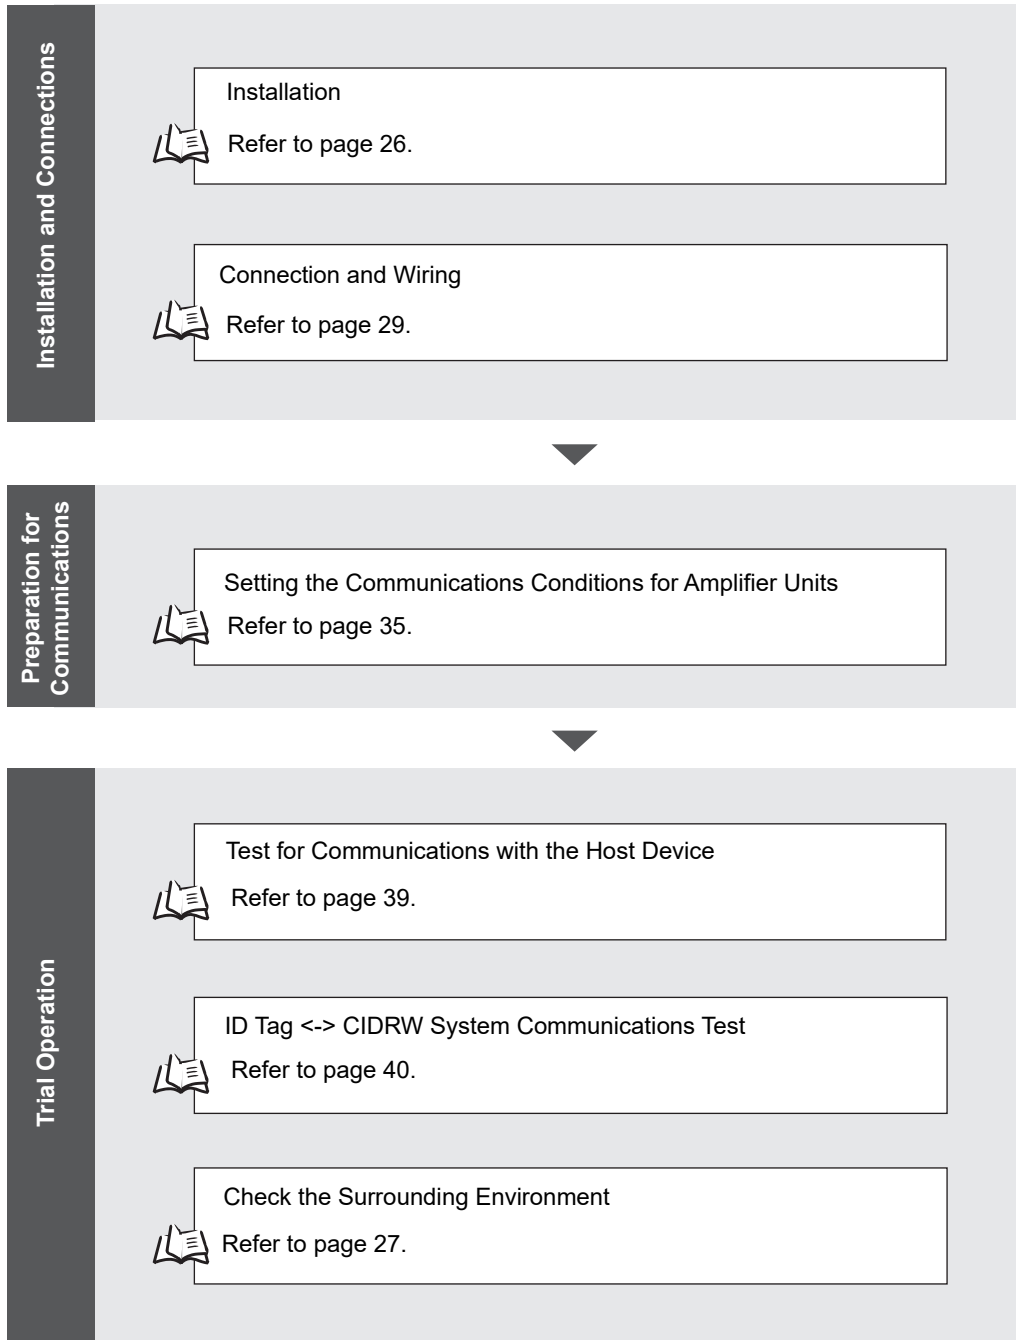 Installation and Connections
Installation
Refer to page 26.
Connection and Wiring
Refer to page 29.
Preparation for
Communications
Setting the Communications Conditions for Amplifier Units
Refer to page 35.
Trial Operation
Test for Communications with the Host Device
Refer to page 39.
ID Tag <-> CIDRW System Communications Test
Refer to page 40.
Check the Surrounding Environment
Refer to page 27.